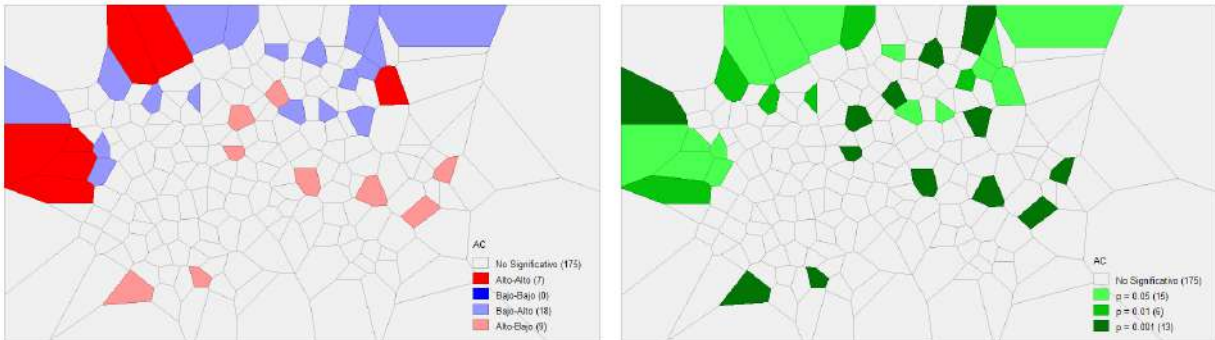 AC
No Significativo (175)
Alto-Alto (7)
Bajo-Bajo (0)
Bajo-Alto (18)
Alto-Bajo (9)
AC
No Significativo (175)
p = 0.05 (15)
p = 0.01 (6)
p = 0.001 (13)